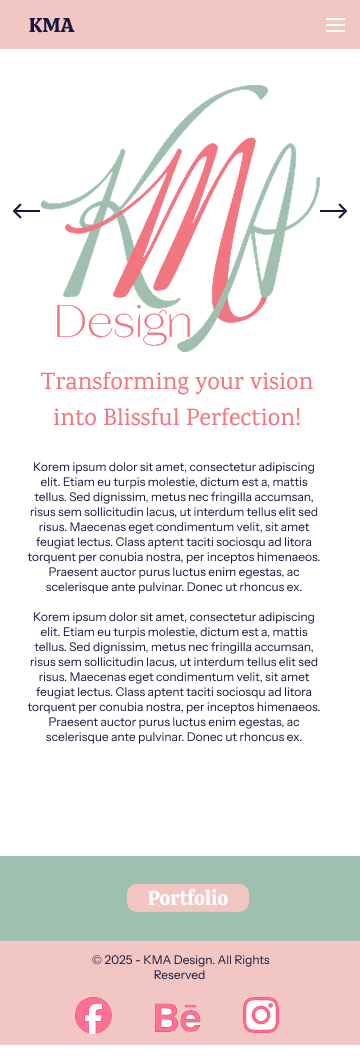 KMA
KMA
Design
Transforming your vision
into Blissful Perfection!
Korem ipsum dolor sit amet, consectetur adipiscing
elit. Etiam eu turpis molestie, dictum est a, mattis
tellus. Sed dignissim, metus nec fringilla accumsan,
risus sem sollicitudin lacus, ut interdum tellus elit sed
risus. Maecenas eget condimentum velit, sit amet
feugiat lectus. Class aptent taciti sociosqu ad litora
torquent per conubia nostra, per inceptos himenaeos.
Praesent auctor purus luctus enim egestas, ac
scelerisque ante pulvinar. Donec ut rhoncus ex.
Korem ipsum dolor sit amet, consectetur adipiscing
elit. Etiam eu turpis molestie, dictum est a, mattis
tellus. Sed dignissim, metus nec fringilla accumsan,
risus sem sollicitudin lacus, ut interdum tellus elit sed
risus. Maecenas eget condimentum velit, sit amet
feugiat lectus. Class aptent taciti sociosqu ad litora
torquent per conubia nostra, per inceptos himenaeos.
Praesent auctor purus luctus enim egestas, ac
scelerisque ante pulvinar. Donec ut rhoncus ex.
Portfolio
© 2025 - KMA Design. All Rights
Reserved
Bē